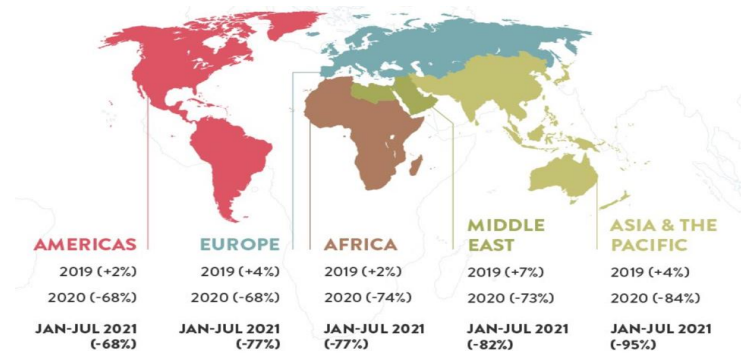 AMERICAS
2019 (+2%)
2020 (-68%)
JAN-JUL 2021
(-68%)
EUROPE
2019 (+4%)
2020 (-68%)
JAN-JUL 2021
(-77%)
AFRICA
2019 (+2%)
2020 (-74%)
JAN-JUL 2021
(-77%)
MIDDLE
EAST
2019 (+7%)
2020 (-73%)
JAN-JUL 2021
(-82%)
ASIA & THE
PACIFIC
2019 (+4%)
2020 (-84%)
JAN-JUL 2021
(-95%)